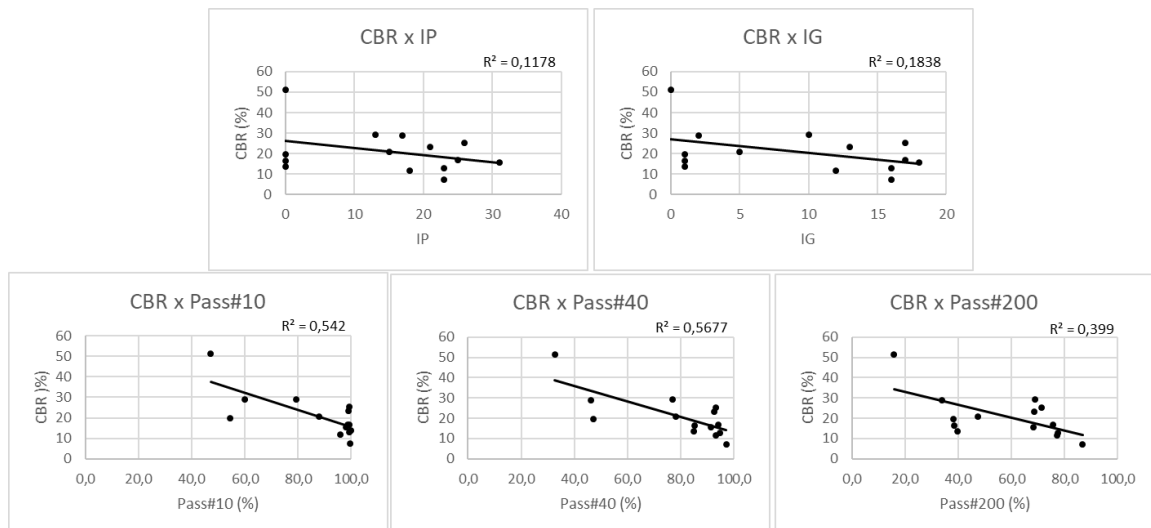 CBR x IP
R² = 0,1178
60
50
40
30
20
10
0
CBR (%)
0 10 20 30 40
IP
CBR x IG
R² = 0,1838
60
50
40
30
20
10
0
CBR (%)
0 5 10 15 20
IG
CBR x Pass#10
R² = 0,542
60
50
40
30
20
10
0
CBR )%)
0,0 20,0 40,0 60,0 80,0 100,0
Pass#10 (%)
CBR x Pass#40
R² = 0,5677
60
50
40
30
20
10
0
CBR (%)
0,0 20,0 40,0 60,0 80,0 100,0
Pass#40 (%)
CBR x Pass#200
R² = 0,399
60
50
40
30
20
10
0
CBR (%)
0,0 20,0 40,0 60,0 80,0 100,0
Pass#200 (%)